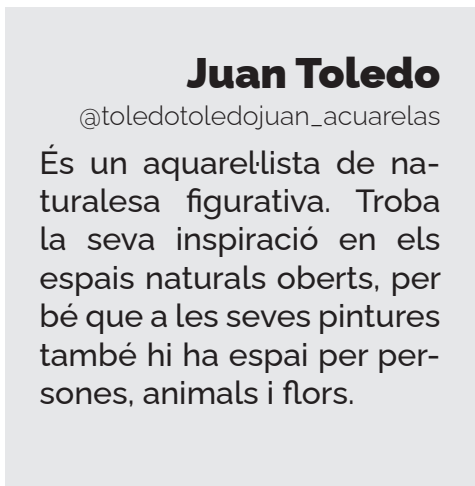 Juan Toledo
@toledotoledojuan_acuarelas
És un aquarel·lista de na-
turalesa figurativa. Troba
la seva inspiració en els
espais naturals oberts, per
bé que a les seves pintures
també hi ha espai per per-
sones, animals i flors.